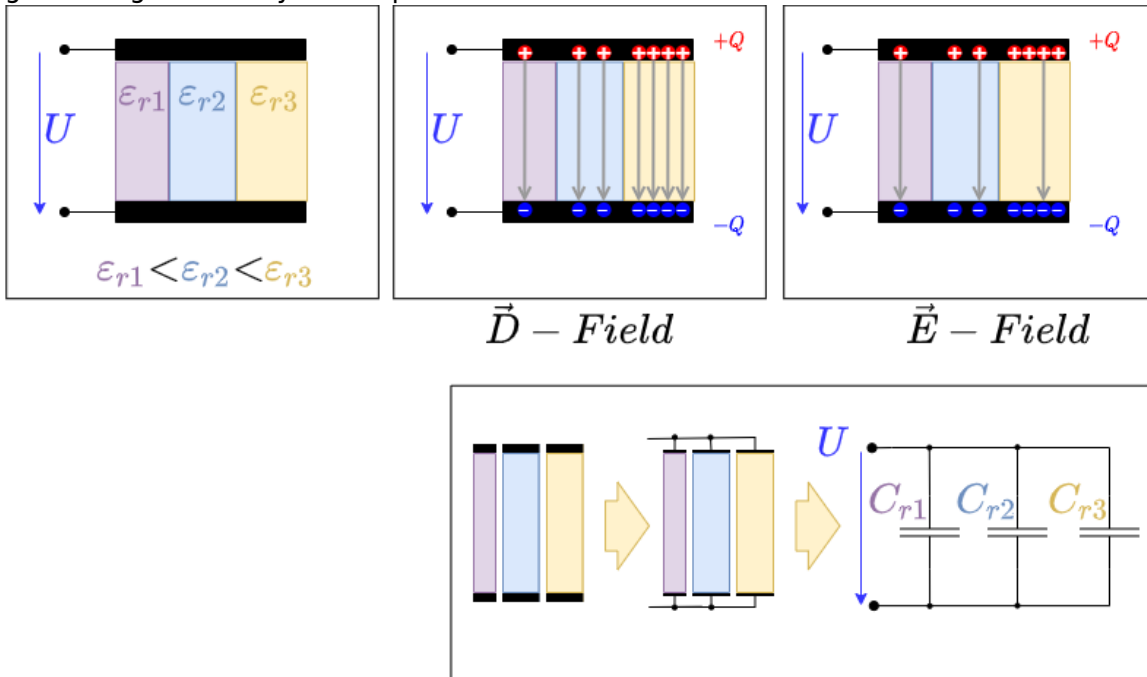 U
εr1 εr2 εr3
εr1<εr2<εr3
U
+ + + + + + +
+Q
- - - - - - -
-Q
D⃗ - Field
U
+ + + + + + +
+Q
- - - - - - -
-Q
E⃗ - Field
U
Cr1 Cr2 Cr3